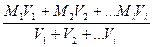 M₁V₁ + M₂V₂ + ...MᵢVᵢ
V₁ + V₂ + ...Vᵢ